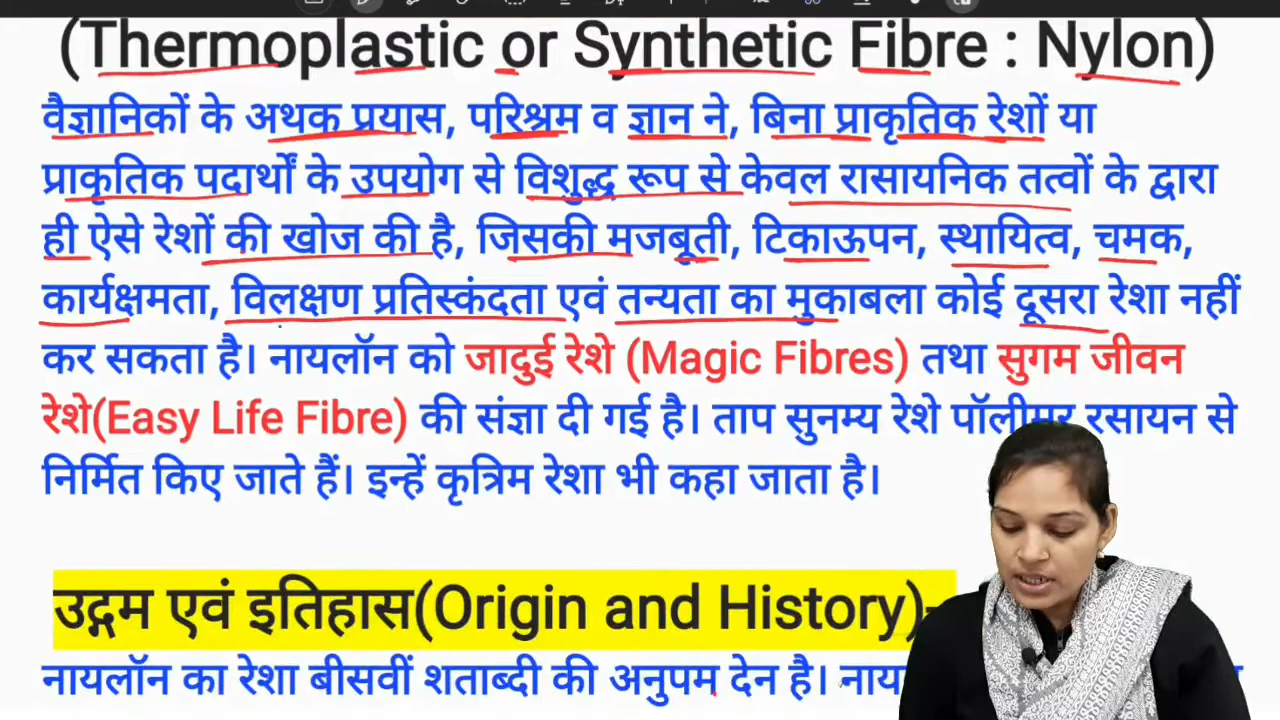 (Thermoplastic or Synthetic Fibre : Nylon)
वैज्ञानिकों के अथक प्रयास, परिश्रम व ज्ञान ने, बिना प्राकृतिक रेशों या
प्राकृतिक पदार्थों के उपयोग से विशुद्ध रूप से केवल रासायनिक तत्वों के द्वारा
ही ऐसे रेशों की खोज की है, जिसकी मजबूती, टिकाऊपन, स्थायित्व, चमक,
कार्यक्षमता, विलक्षण प्रतिस्कंदता एवं तन्यता का मुकाबला कोई दूसरा रेशा नहीं
कर सकता है। नायलॉन को जादुई रेशे (Magic Fibres) तथा सुगम जीवन
रेशे(Easy Life Fibre) की संज्ञा दी गई है। ताप सुनम्य रेशे पॉलीमर रसायन से
निर्मित किए जाते हैं। इन्हें कृत्रिम रेशा भी कहा जाता है।
उद्गम एवं इतिहास(Origin and History)-
नायलॉन का रेशा बीसवीं शताब्दी की अनुपम देन है।